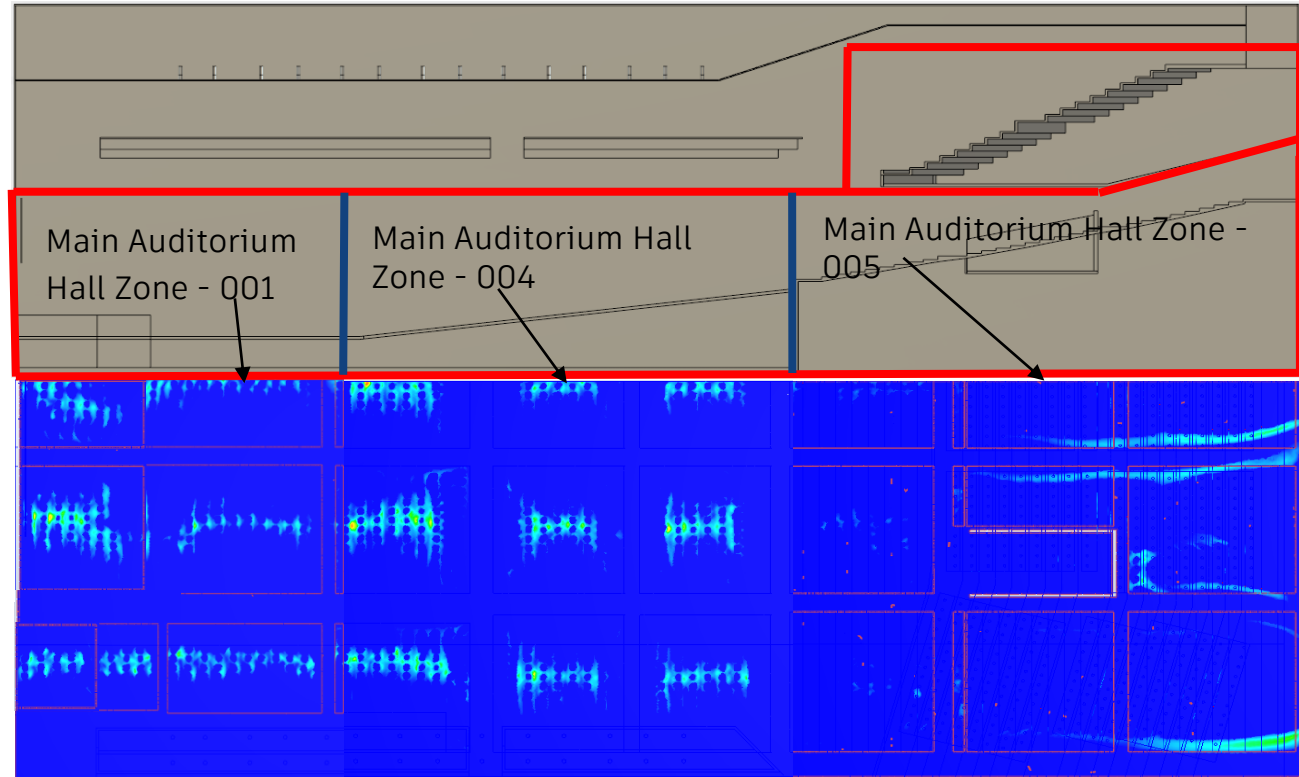 Main Auditorium
Hall Zone - 001
Main Auditorium Hall
Zone - 004
Main Auditorium Hall Zone -
005